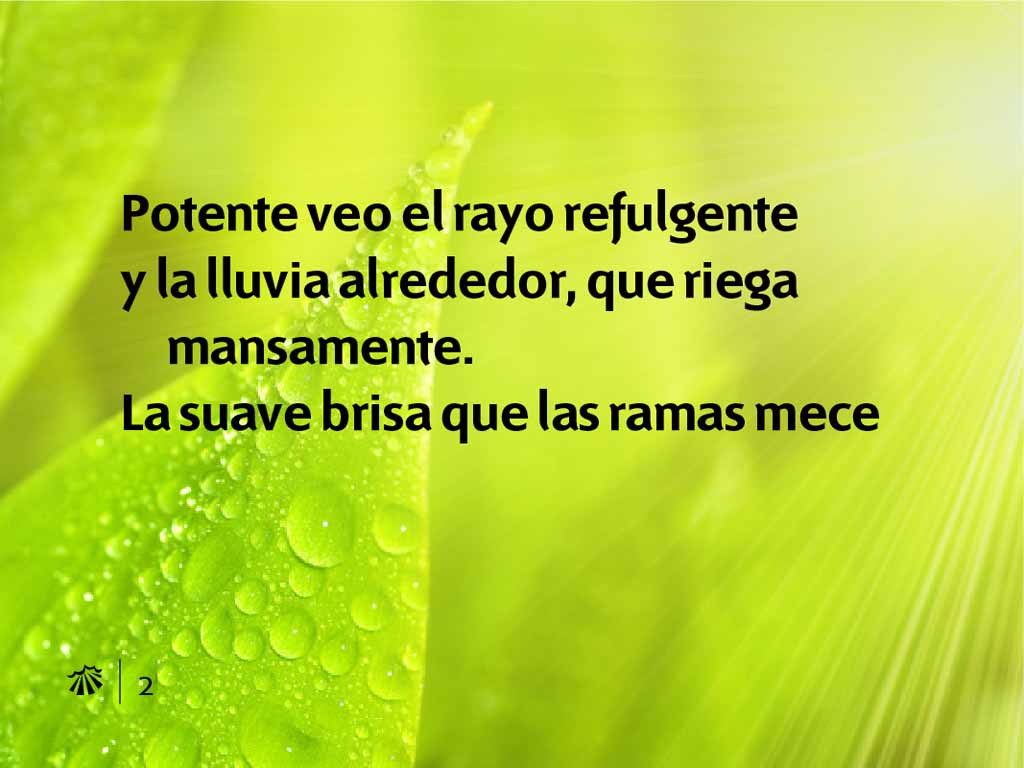 Potente veo el rayo refulgente
y la lluvia alrededor, que riega
mansamente.
La suave brisa que las ramas mece
2